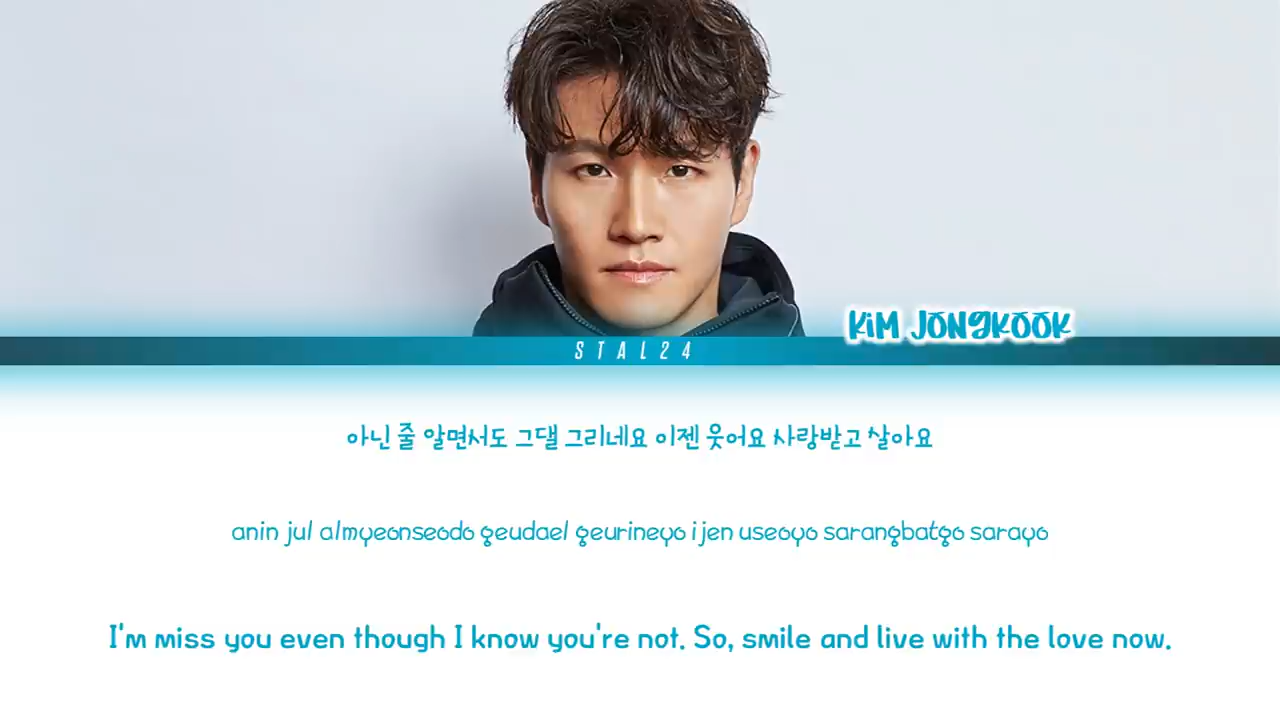 KIM JONGKOOK
STAL24
아닌 줄 알면서도 그댈 그리네요 이젠 웃어요 사랑받고 살아요
anin jul almyeonseodo geudael geurineyo ijen useoyo sarangbatgo sarayo
I'm miss you even though I know you're not. So, smile and live with the love now.